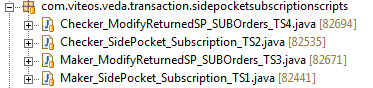 com.viteos.veda.transaction.sidepocketsubscriptionscripts
Checker_ModifyReturnedSP_SUBOrders_TS4.java [82694]
Checker_SidePocket_Subscription_TS2.java [82535]
Maker_ModifyReturnedSP_SUBOrders_TS3.java [82671]
Maker_SidePocket_Subscription_TS1.java [82441]